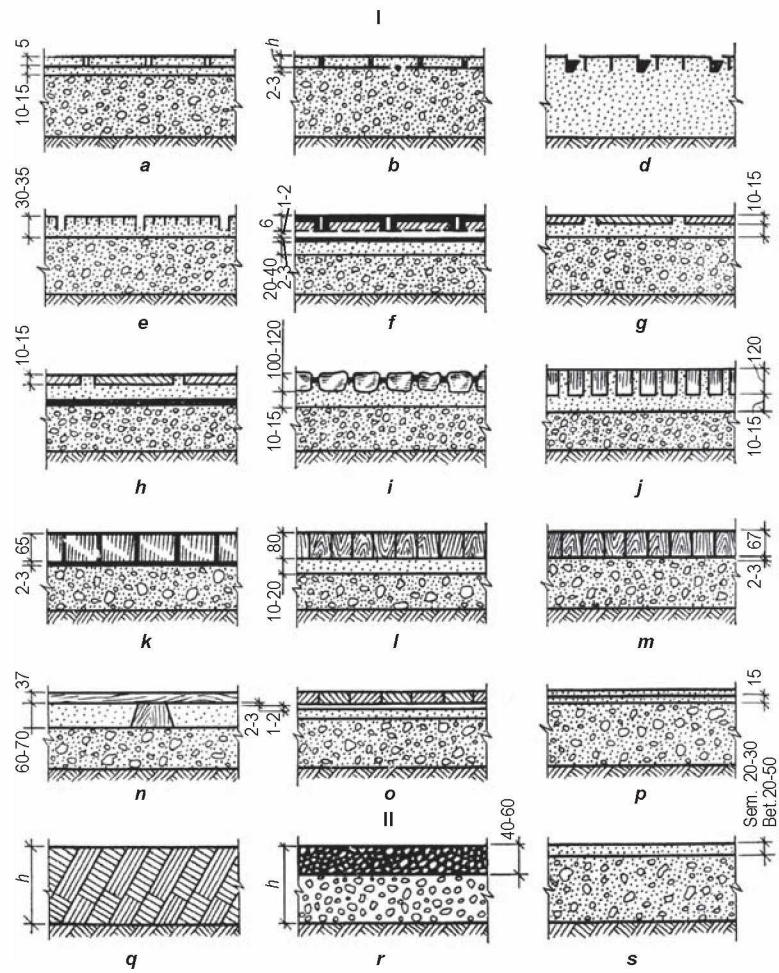 I
5
10-15
a
h
2-3
b
d
30-35
e
1-2
6
2-3
20-40
f
10-15
g
10-15
h
100-120
10-15
i
120
10-15
j
65
2-3
k
80
10-20
l
67
2-3
m
37
60-70
n
2-3
1-2
o
15
p
II
h
q
h
40-60
r
Sem. 20-30
Bet.20-50
s